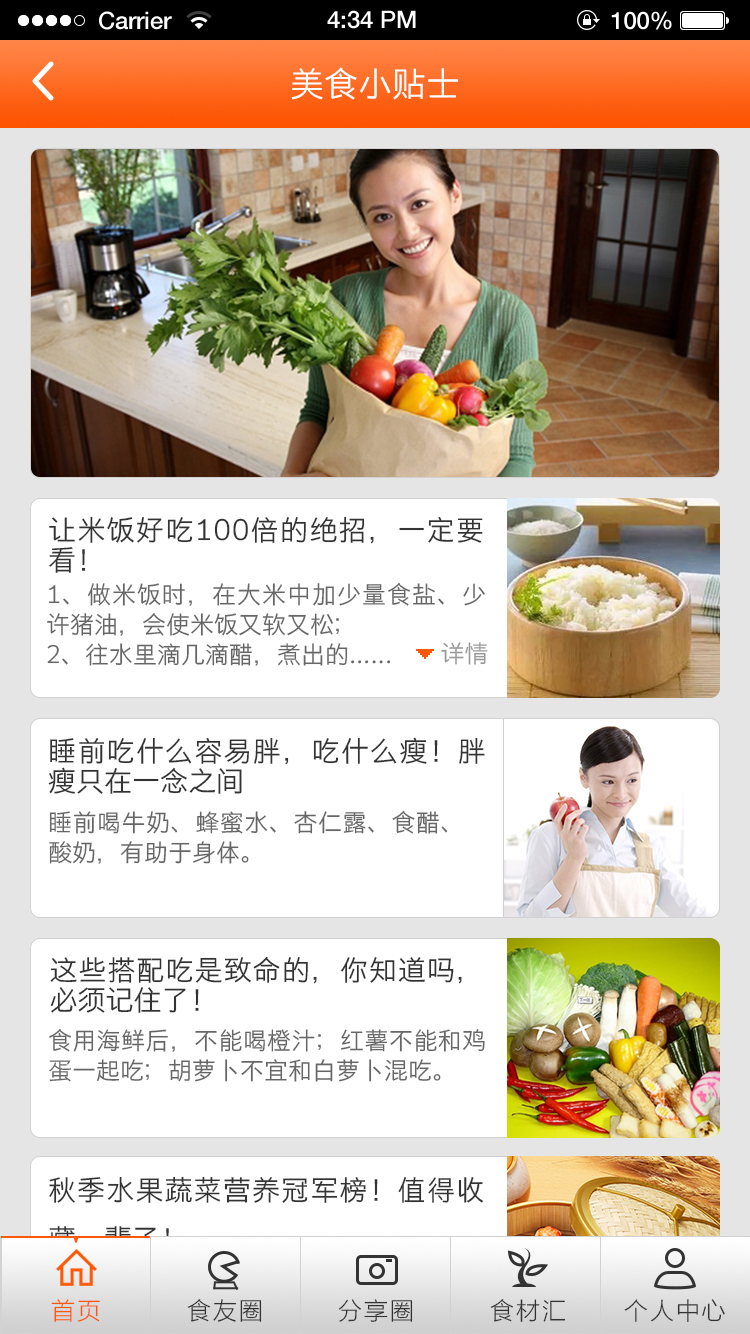 Carrier 4:34 PM 100%
美食小贴士
让米饭好吃100倍的绝招，一定要
看！
1、做米饭时，在大米中加少量食盐、少
许猪油，会使米饭又软又松;
2、往水里滴几滴醋，煮出的...... 详情
睡前吃什么容易胖，吃什么瘦！胖
瘦只在一念之间
睡前喝牛奶、蜂蜜水、杏仁露、食醋、
酸奶，有助于身体。
这些搭配吃是致命的，你知道吗，
必须记住了！
食用海鲜后，不能喝橙汁；红薯不能和鸡
蛋一起吃；胡萝卜不宜和白萝卜混吃。
秋季水果蔬菜营养冠军榜！值得收
首页 食友圈 分享圈 食材汇 个人中心